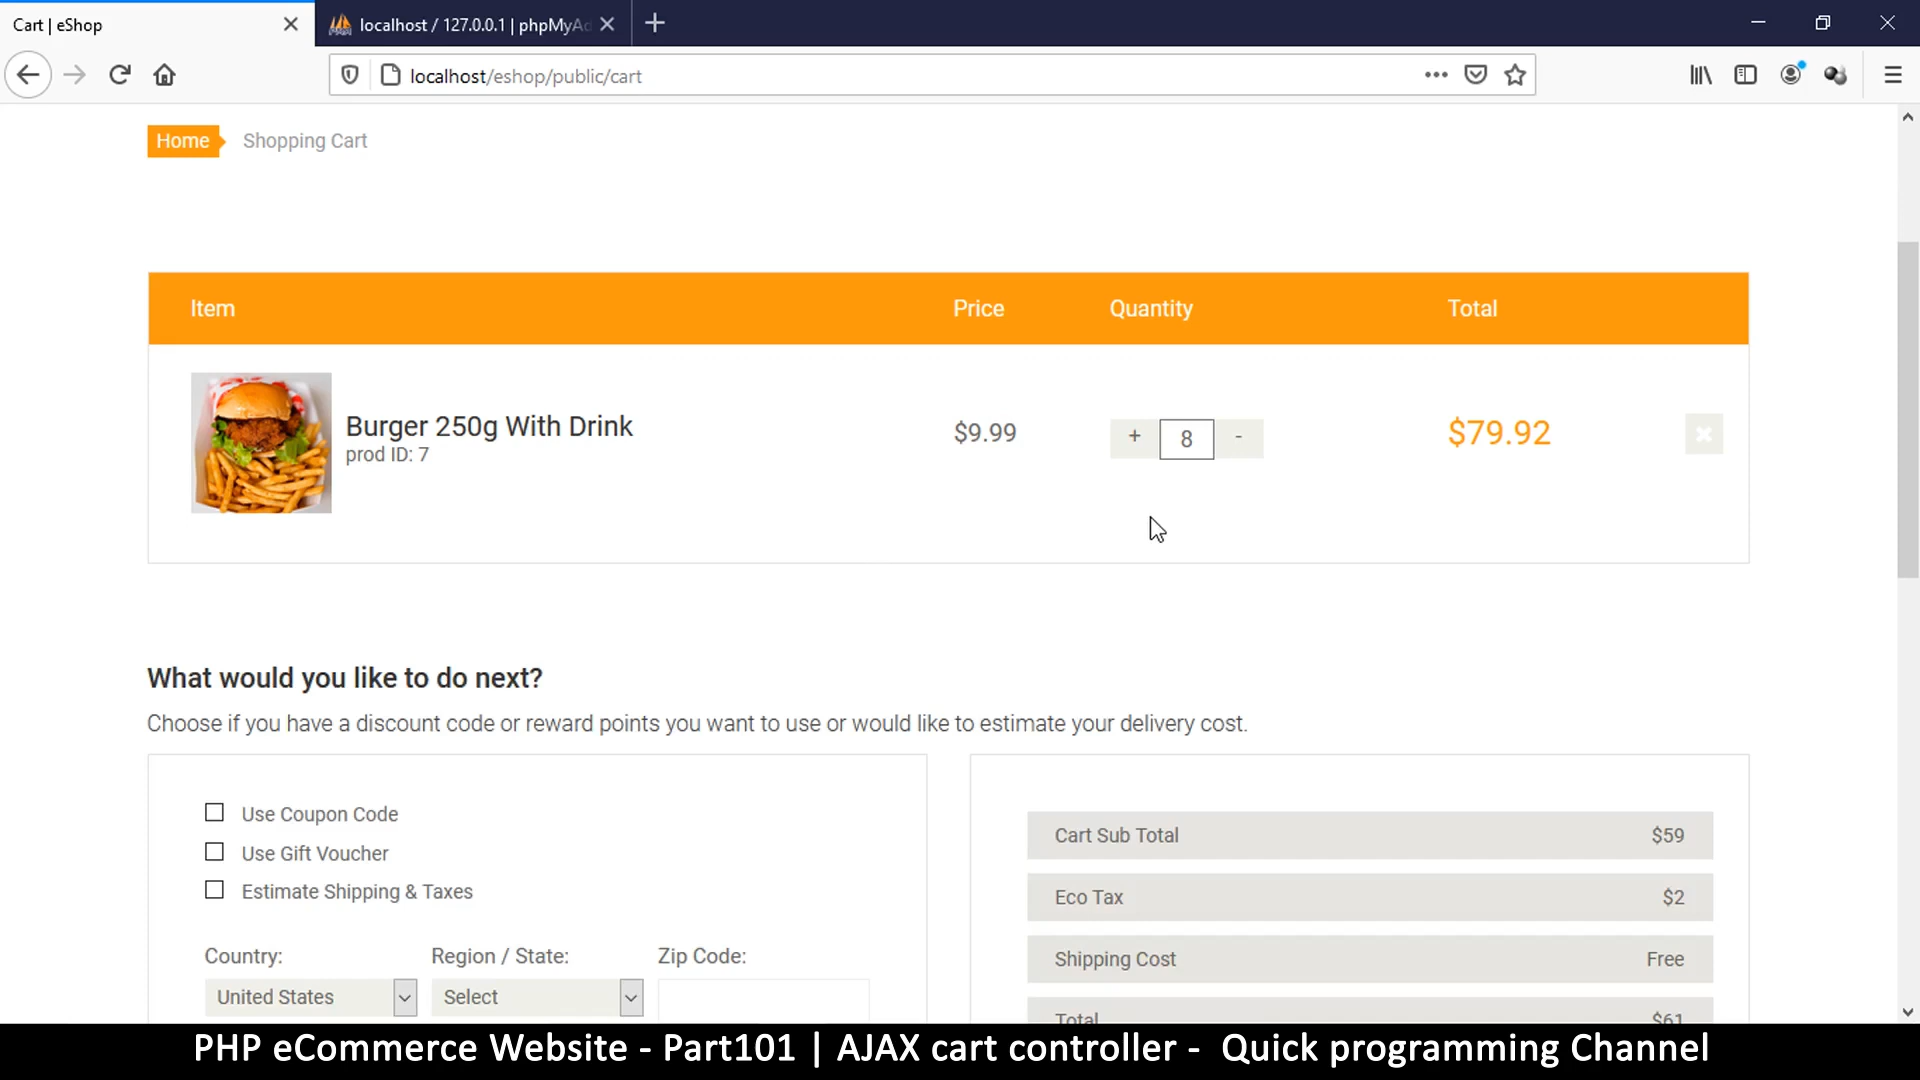 Cart | eShop
localhost / 127.0.0.1 | phpMyAd
localhost/eshop/public/cart
Home Shopping Cart
Item Price Quantity Total
Burger 250g With Drink
prod ID: 7
$9.99 + 8 - $79.92
What would you like to do next?
Choose if you have a discount code or reward points you want to use or would like to estimate your delivery cost.
Use Coupon Code
Use Gift Voucher
Estimate Shipping & Taxes
Country: Region / State: Zip Code:
United States Select
Cart Sub Total $59
Eco Tax $2
Shipping Cost Free
Total $61
PHP eCommerce Website - Part101 | AJAX cart controller - Quick programming Channel